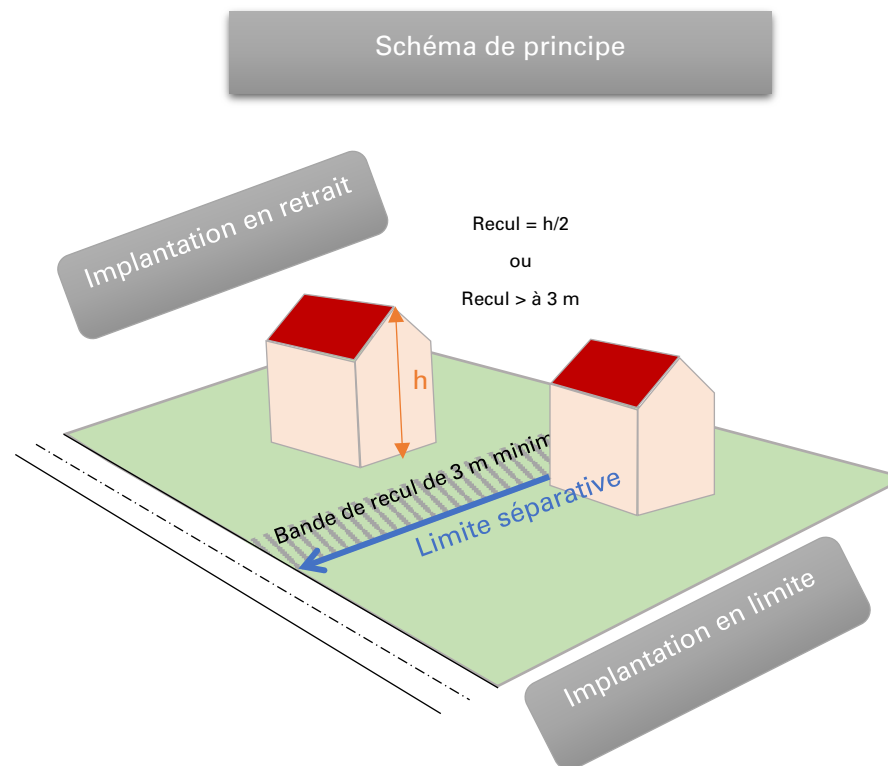 Schéma de principe
Implantation en retrait
Recul = h/2
ou
Recul > à 3 m
h
Bande de recul de 3 m minim
Limite séparative
Implantation en limite